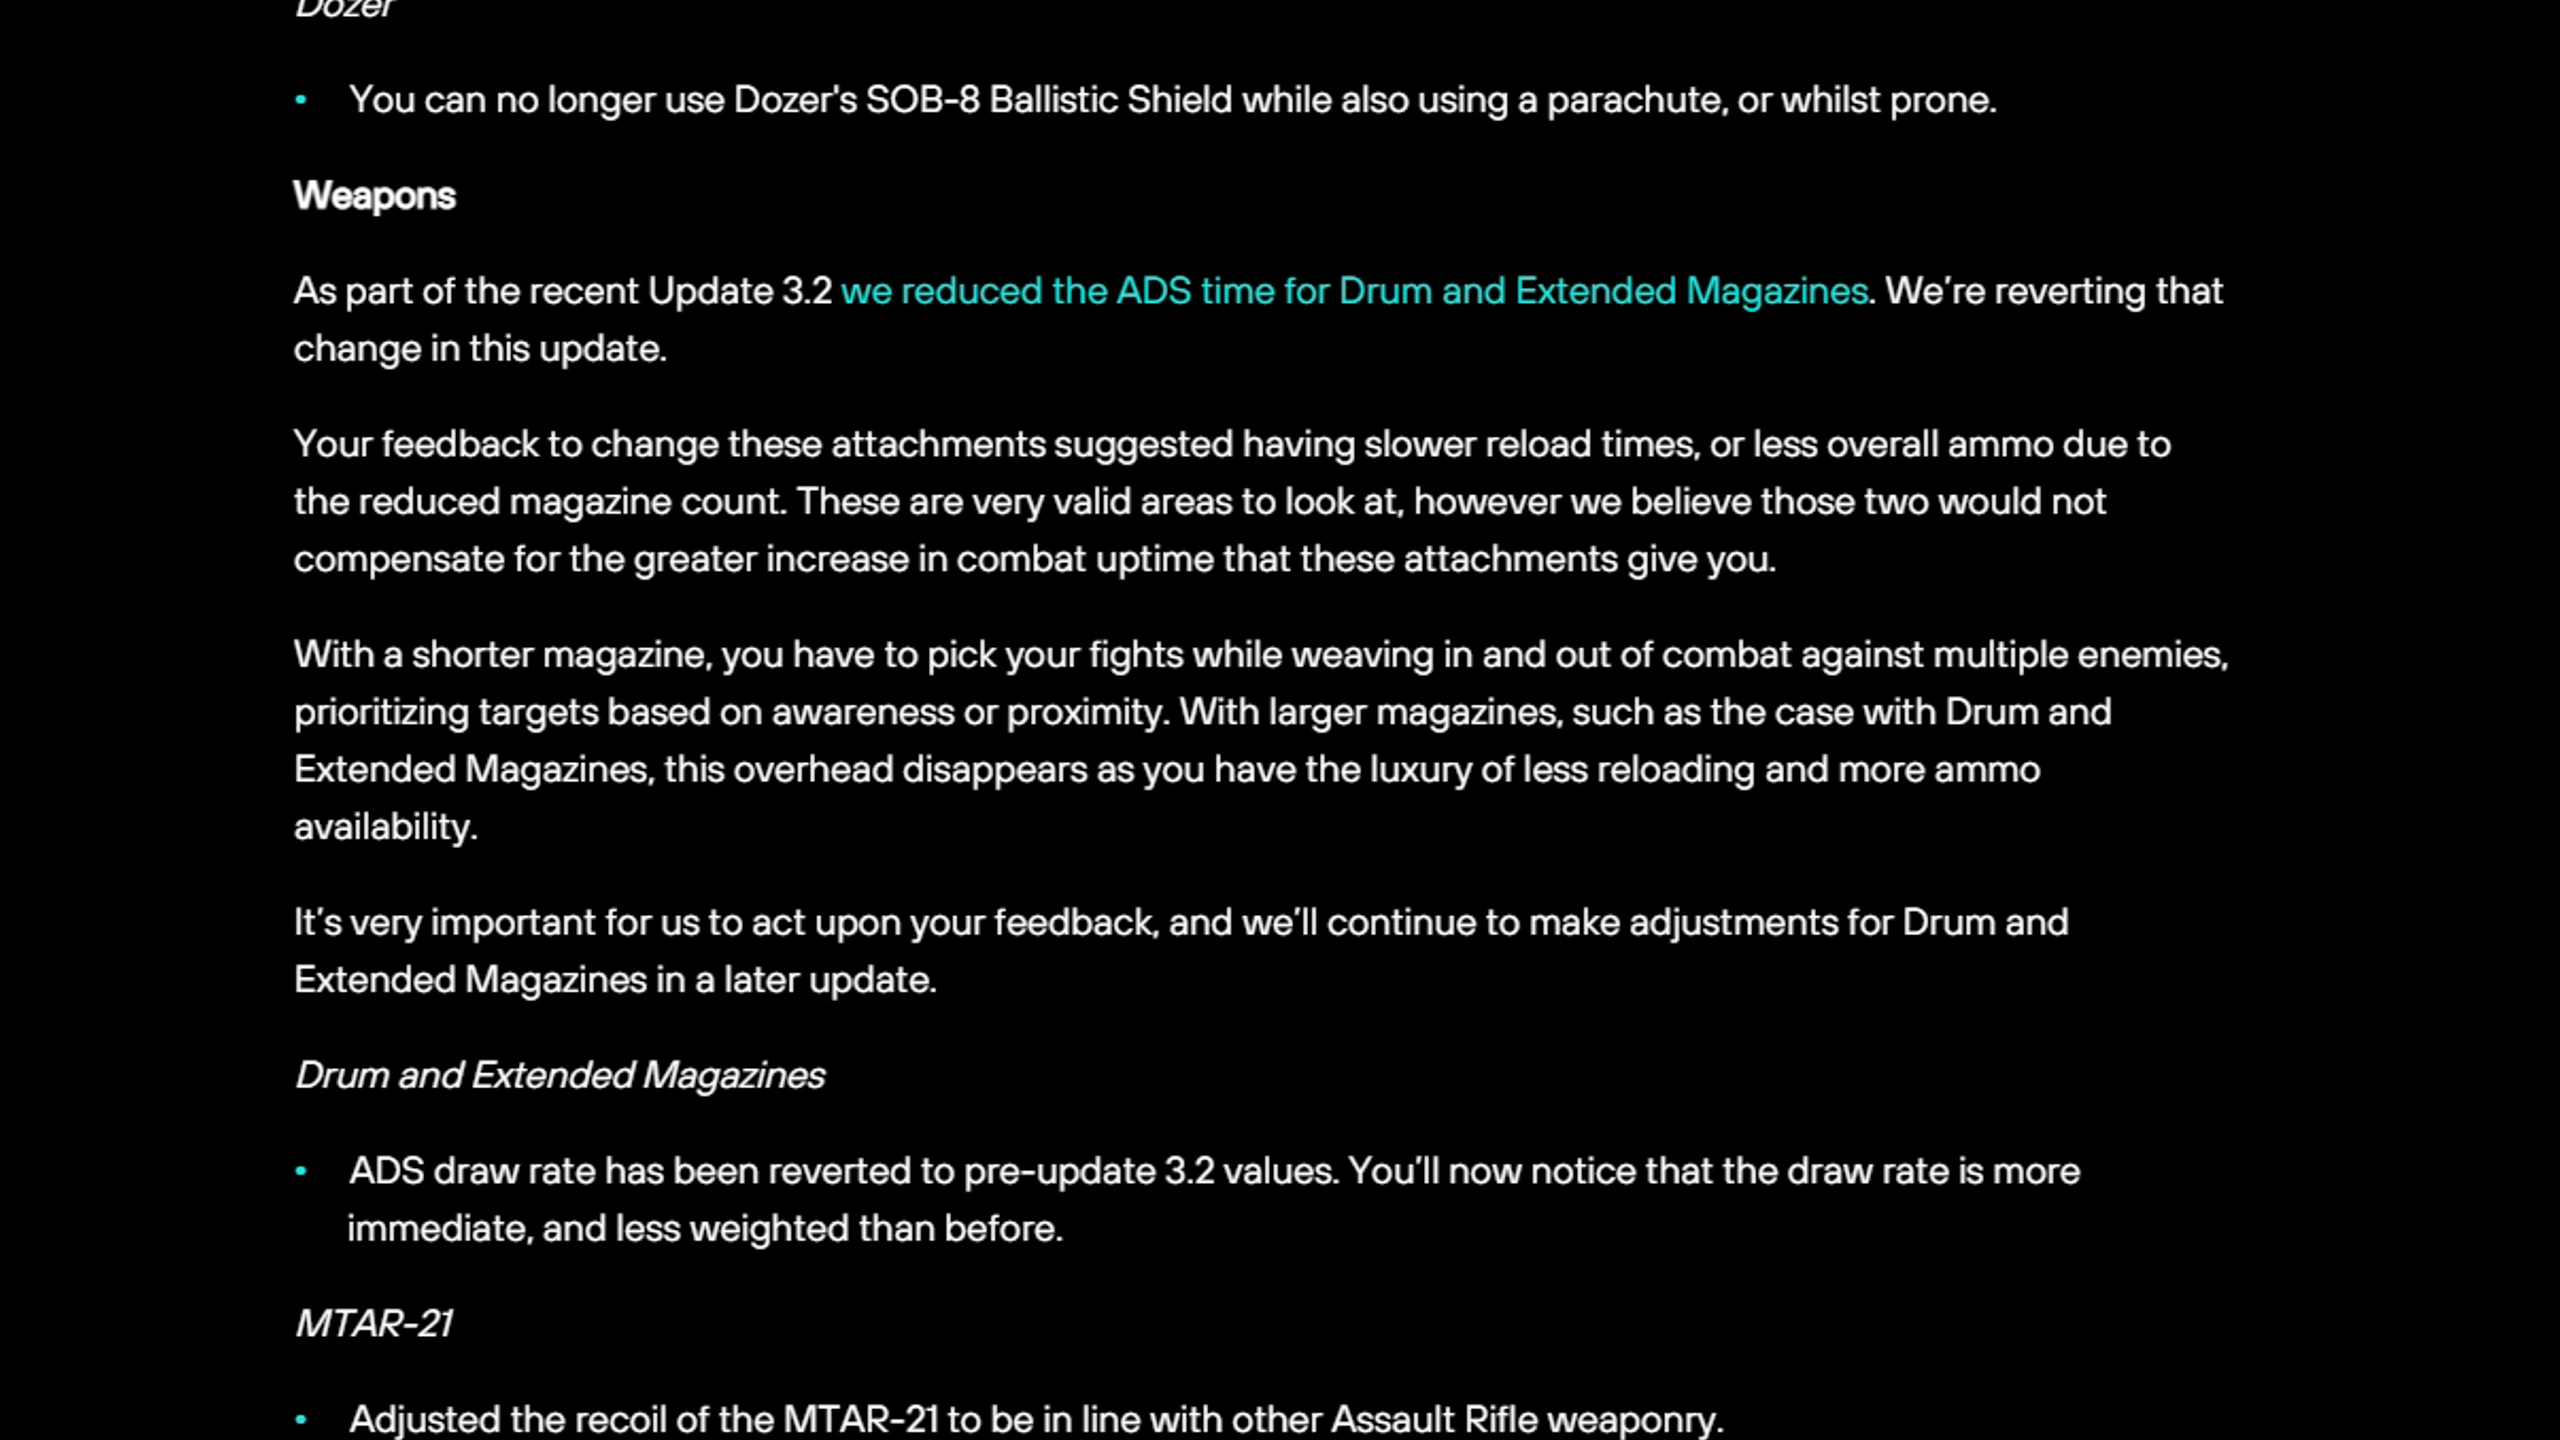 Dozer
• You can no longer use Dozer's SOB-8 Ballistic Shield while also using a parachute, or whilst prone.
Weapons
As part of the recent Update 3.2 we reduced the ADS time for Drum and Extended Magazines. We’re reverting that
change in this update.
Your feedback to change these attachments suggested having slower reload times, or less overall ammo due to
the reduced magazine count. These are very valid areas to look at, however we believe those two would not
compensate for the greater increase in combat uptime that these attachments give you.
With a shorter magazine, you have to pick your fights while weaving in and out of combat against multiple enemies,
prioritizing targets based on awareness or proximity. With larger magazines, such as the case with Drum and
Extended Magazines, this overhead disappears as you have the luxury of less reloading and more ammo
availability.
It’s very important for us to act upon your feedback, and we’ll continue to make adjustments for Drum and
Extended Magazines in a later update.
Drum and Extended Magazines
• ADS draw rate has been reverted to pre-update 3.2 values. You’ll now notice that the draw rate is more
immediate, and less weighted than before.
MTAR-21
• Adjusted the recoil of the MTAR-21 to be in line with other Assault Rifle weaponry.